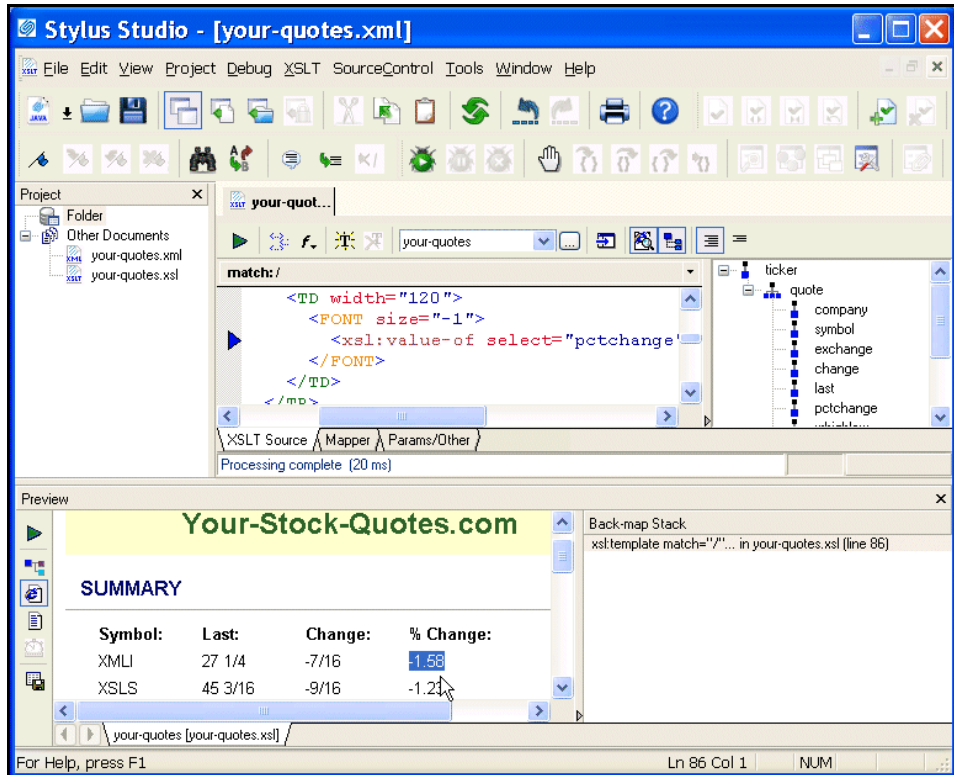 Stylus Studio - [your-quotes.xml]
File Edit View Project Debug XSLT SourceControl Tools Window Help
Project
Folder
Other Documents
your-quotes.xml
your-quotes.xsl
your-quot...
your-quotes
match: /
<TD width="120">
<FONT size="-1">
<xsl:value-of select="pctchange"
</FONT>
</TD>
</TR>
ticker
quote
company
symbol
exchange
change
last
pctchange
XSLT Source Mapper Params/Other
Processing complete (20 ms)
Preview
Your-Stock-Quotes.com
SUMMARY
Symbol: Last: Change: % Change:
XMLI 27 1/4 -7/16 -1.58
XSLS 45 3/16 -9/16 -1.23
Back-map Stack
xsl:template match="/"... in your-quotes.xsl (line 86)
your-quotes [your-quotes.xsl]
For Help, press F1
Ln 86 Col 1 NUM